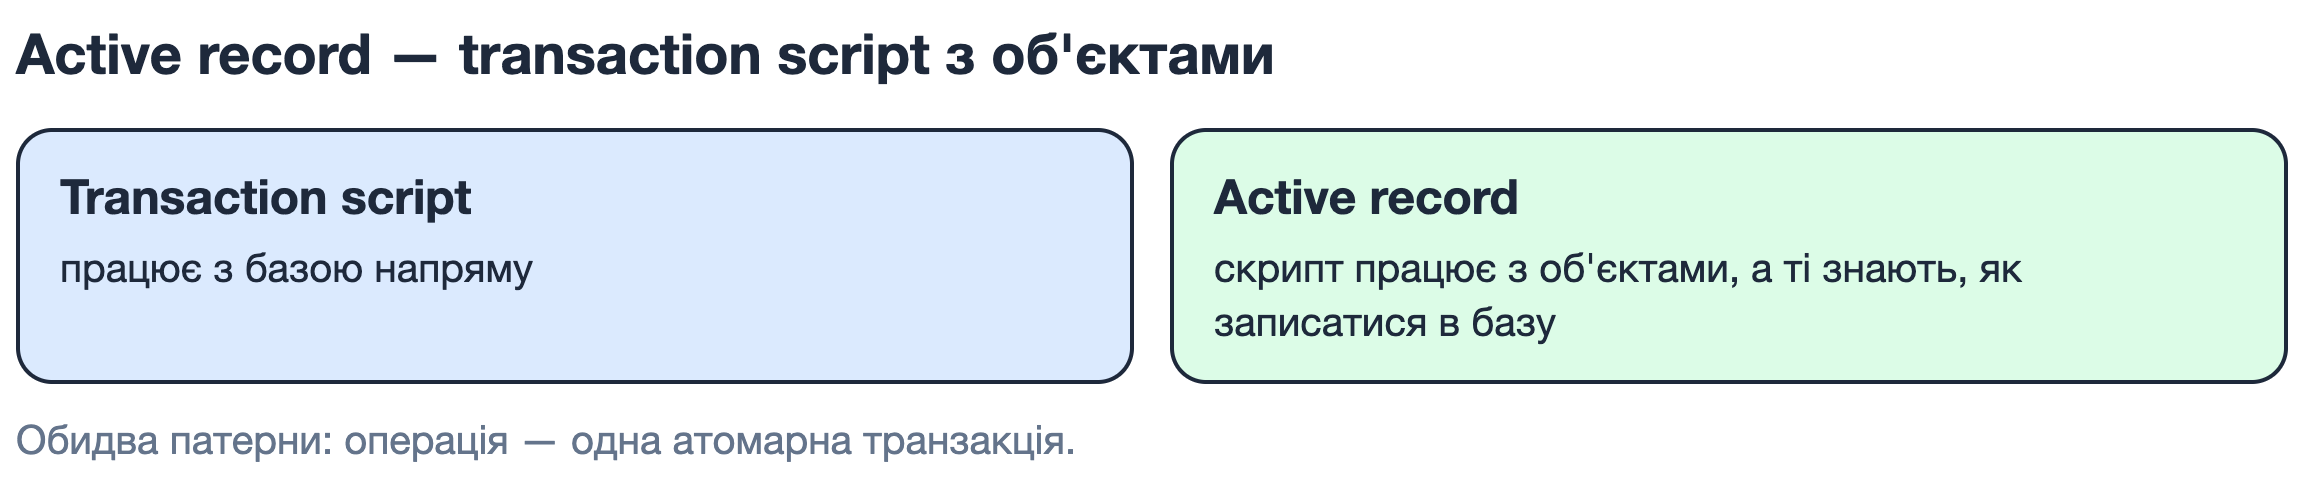 Active record — transaction script з об'єктами
Transaction script
працює з базою напряму
Active record
скрипт працює з об'єктами, а ті знають, як
записатися в базу
Обидва патерни: операція — одна атомарна транзакція.